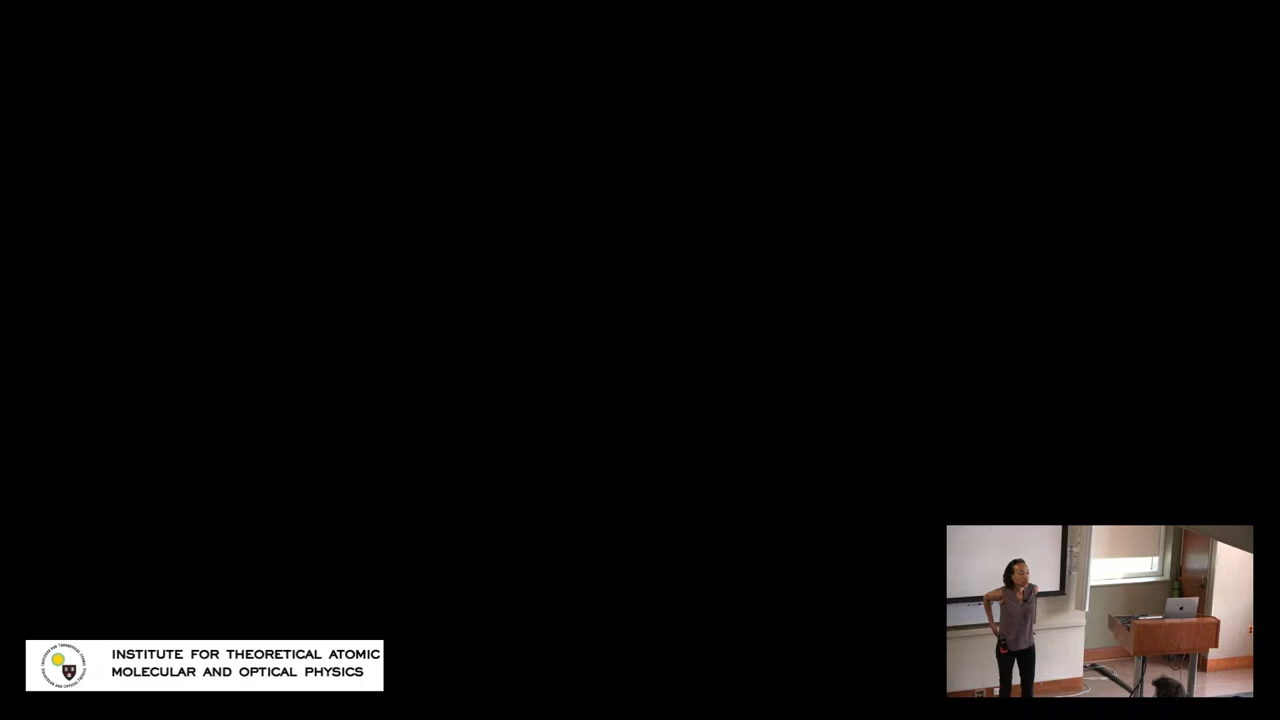 INSTITUTE FOR THEORETICAL ATOMIC
MOLECULAR AND OPTICAL PHYSICS